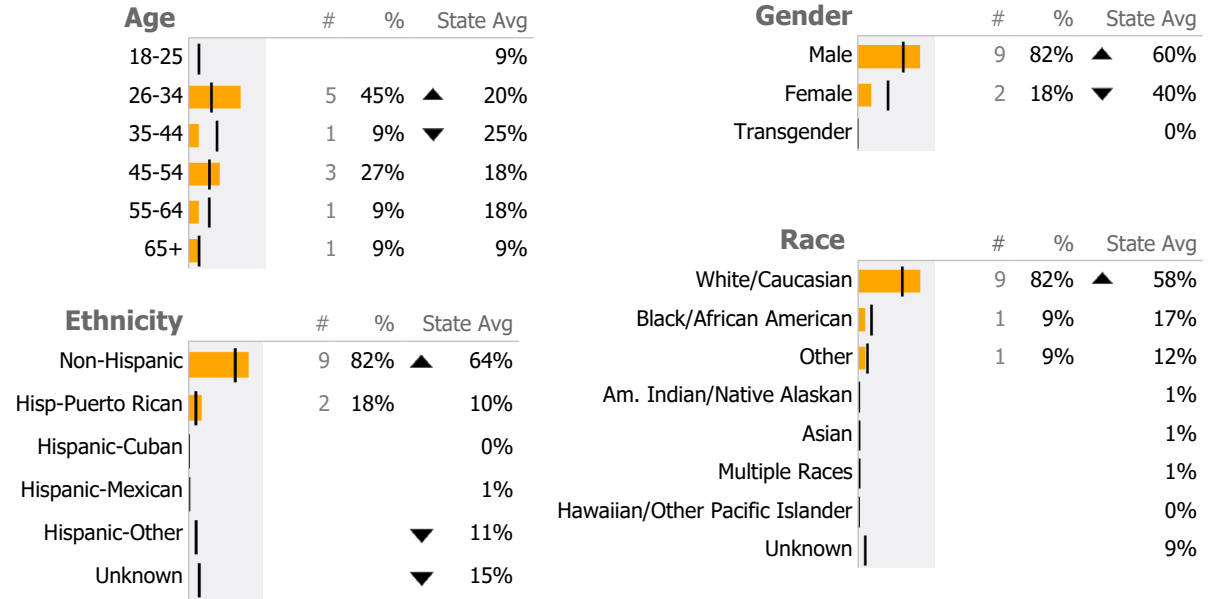 Age # % State Avg
18-25 9%
26-34 5 45% ▲ 20%
35-44 1 9% ▼ 25%
45-54 3 27% 18%
55-64 1 9% 18%
65+ 1 9% 9%
Ethnicity # % State Avg
Non-Hispanic 9 82% ▲ 64%
Hisp-Puerto Rican 2 18% 10%
Hispanic-Cuban 0%
Hispanic-Mexican 1%
Hispanic-Other ▼ 11%
Unknown ▼ 15%
Gender # % State Avg
Male 9 82% ▲ 60%
Female 2 18% ▼ 40%
Transgender 0%
Race # % State Avg
White/Caucasian 9 82% ▲ 58%
Black/African American 1 9% 17%
Other 1 9% 12%
Am. Indian/Native Alaskan 1%
Asian 1%
Multiple Races 1%
Hawaiian/Other Pacific Islander 0%
Unknown 9%